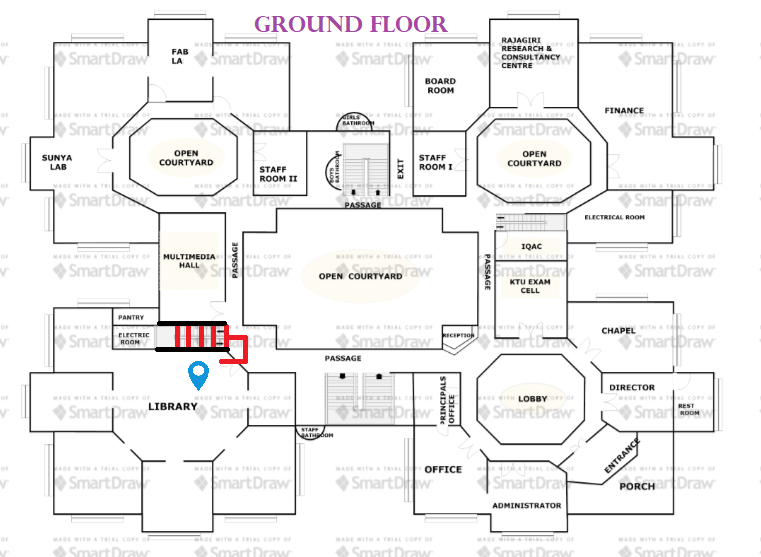 GROUND FLOOR
FAB
LA
RAJAGIRI
RESEARCH &
CONSULTANCY
CENTRE
BOARD
ROOM
FINANCE
GIRLS
BATHROOM
SUNYA
LAB
OPEN
COURTYARD
STAFF
ROOM II
BOYS
BATHROOM
EXIT
STAFF
ROOM I
OPEN
COURTYARD
PASSAGE
ELECTRICAL ROOM
MULTIMEDIA
HALL
PASSAGE
OPEN COURTYARD
PASSAGE
IQAC
KTU EXAM
CELL
PANTRY
ELECTRIC
ROOM
RECEPTION
CHAPEL
PASSAGE
LIBRARY
PRINCIPALS
OFFICE
LOBBY
DIRECTOR
REST
ROOM
STAFF
BATHROOM
OFFICE
ENTRANCE
PORCH
ADMINISTRATOR
MADE WITH A TRIAL COPY OF
SmartDraw